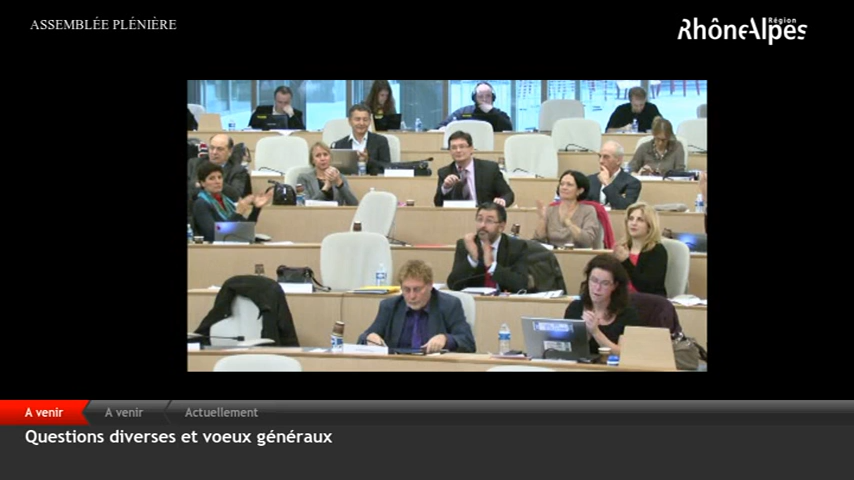 ASSEMBLÉE PLÉNIÈRE
Région
RhôneAlpes
A venir
A venir
Actuellement
Questions diverses et voeux généraux